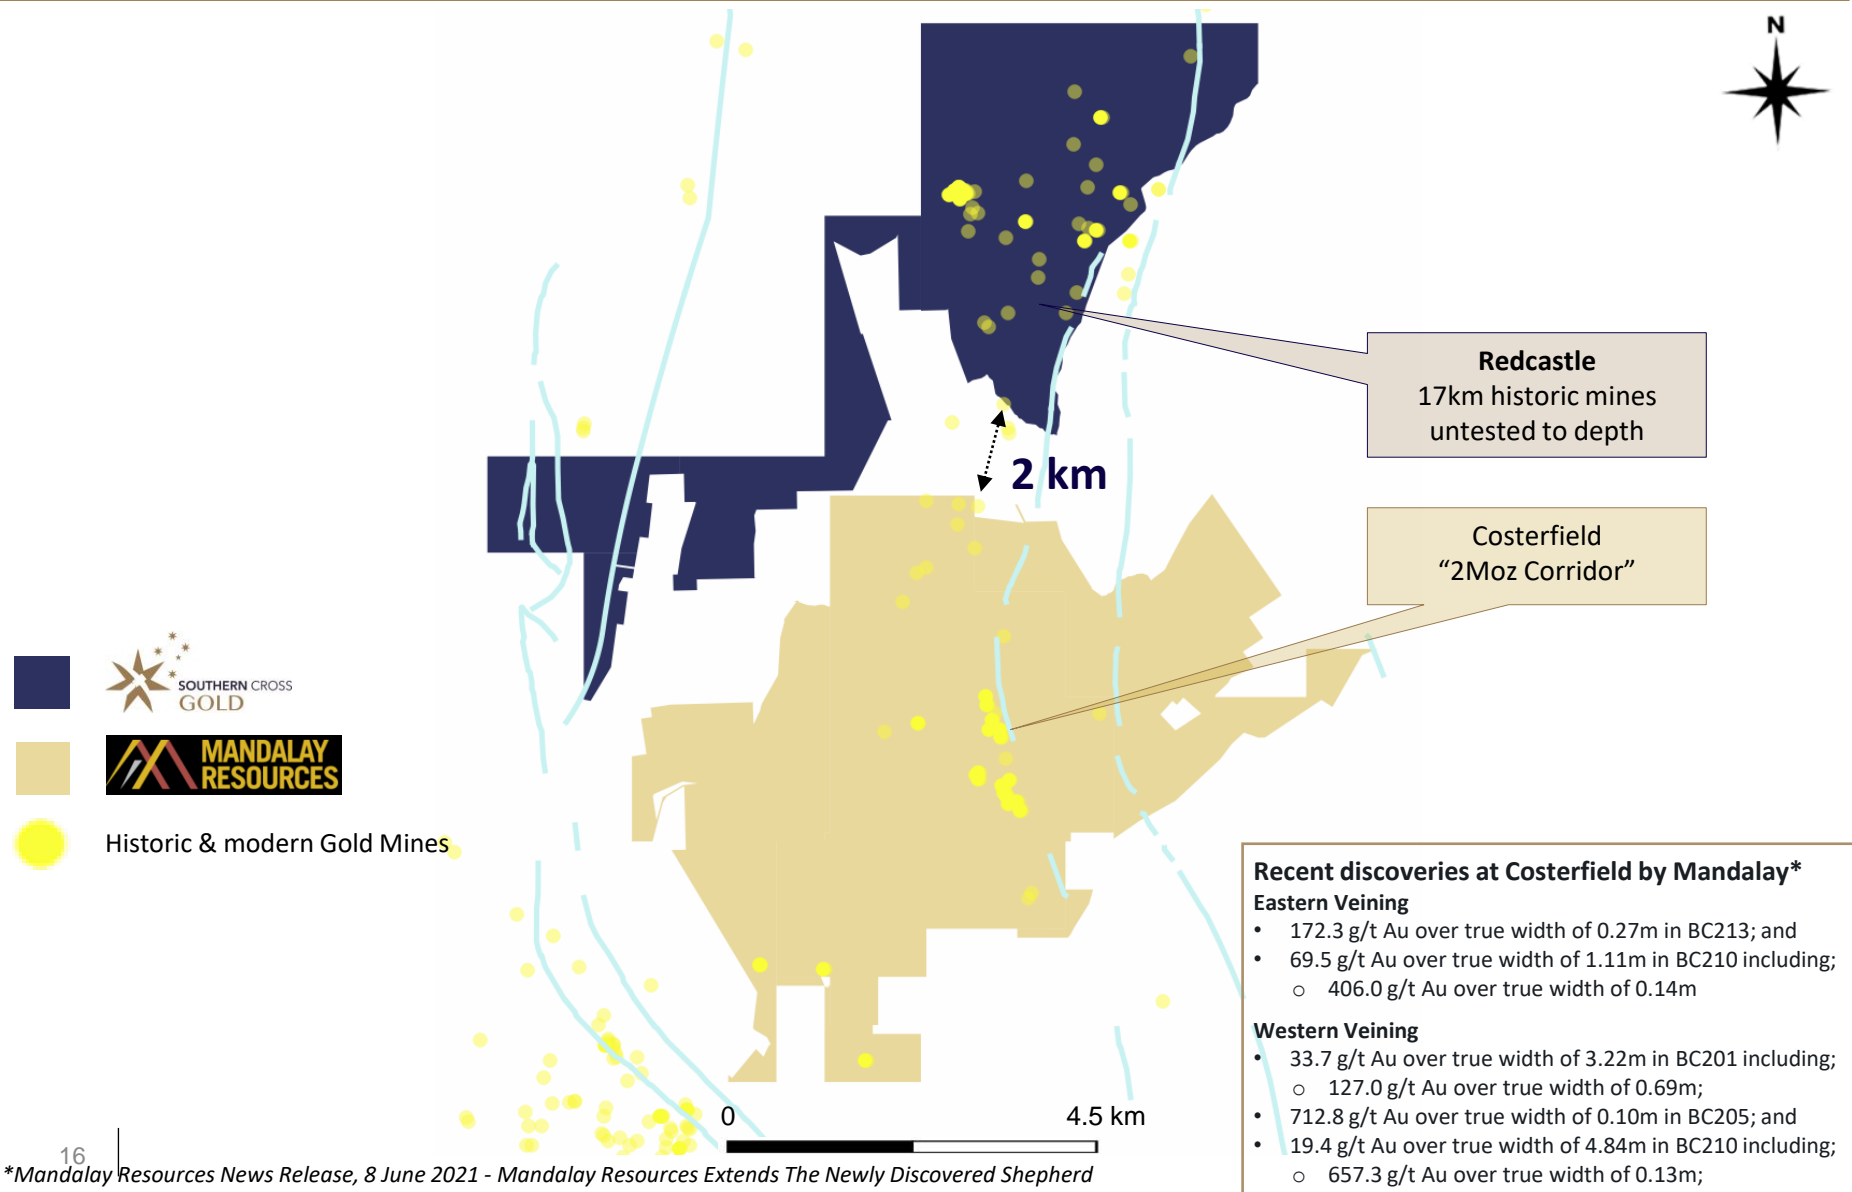 N
Redcastle
17km historic mines
untested to depth
2 km
Costerfield
“2Moz Corridor”
SOUTHERN CROSS
GOLD
MANDALAY
RESOURCES
Historic & modern Gold Mines
Recent discoveries at Costerfield by Mandalay*
Eastern Veining
• 172.3 g/t Au over true width of 0.27m in BC213; and
• 69.5 g/t Au over true width of 1.11m in BC210 including;
o 406.0 g/t Au over true width of 0.14m
Western Veining
• 33.7 g/t Au over true width of 3.22m in BC201 including;
o 127.0 g/t Au over true width of 0.69m;
• 712.8 g/t Au over true width of 0.10m in BC205; and
• 19.4 g/t Au over true width of 4.84m in BC210 including;
o 657.3 g/t Au over true width of 0.13m;
0 4.5 km
16
*Mandalay Resources News Release, 8 June 2021 - Mandalay Resources Extends The Newly Discovered Shepherd